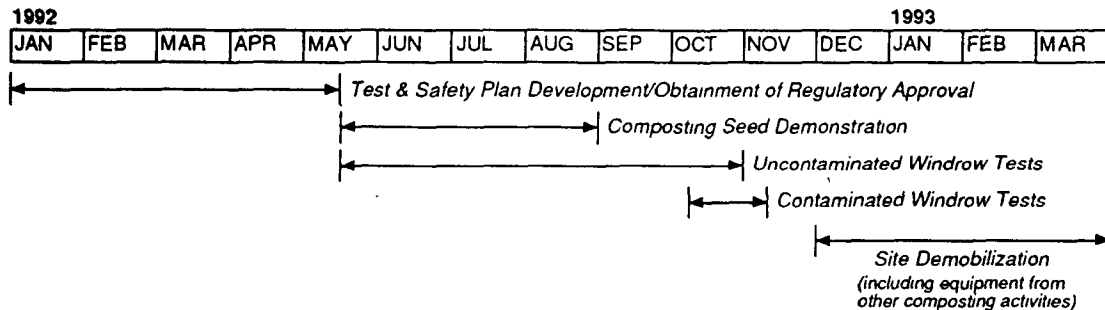 1992 1993
JAN FEB MAR APR MAY JUN JUL AUG SEP OCT NOV DEC JAN FEB MAR
Test & Safety Plan Development/Obtainment of Regulatory Approval
Composting Seed Demonstration
Uncontaminated Windrow Tests
Contaminated Windrow Tests
Site Demobilization
(including equipment from
other composting activities)